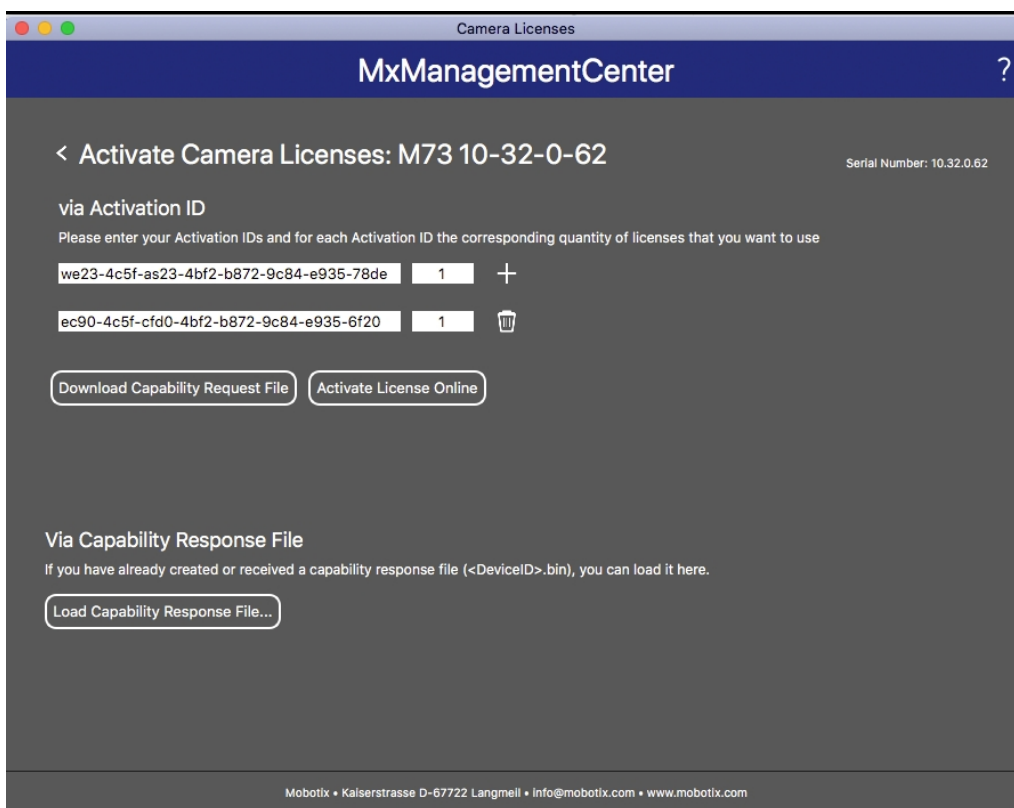 Camera Licenses
MxManagementCenter
?
< Activate Camera Licenses: M73 10-32-0-62
Serial Number: 10.32.0.62
via Activation ID
Please enter your Activation IDs and for each Activation ID the corresponding quantity of licenses that you want to use
we23-4c5f-as23-4bf2-b872-9c84-e935-78de 1 +
ec90-4c5f-cfd0-4bf2-b872-9c84-e935-6f20 1
Download Capability Request File Activate License Online
Via Capability Response File
If you have already created or received a capability response file (<DeviceID>.bin), you can load it here.
Load Capability Response File...
Mobotix • Kaiserstrasse D-67722 Langmeil • info@mobotix.com • www.mobotix.com